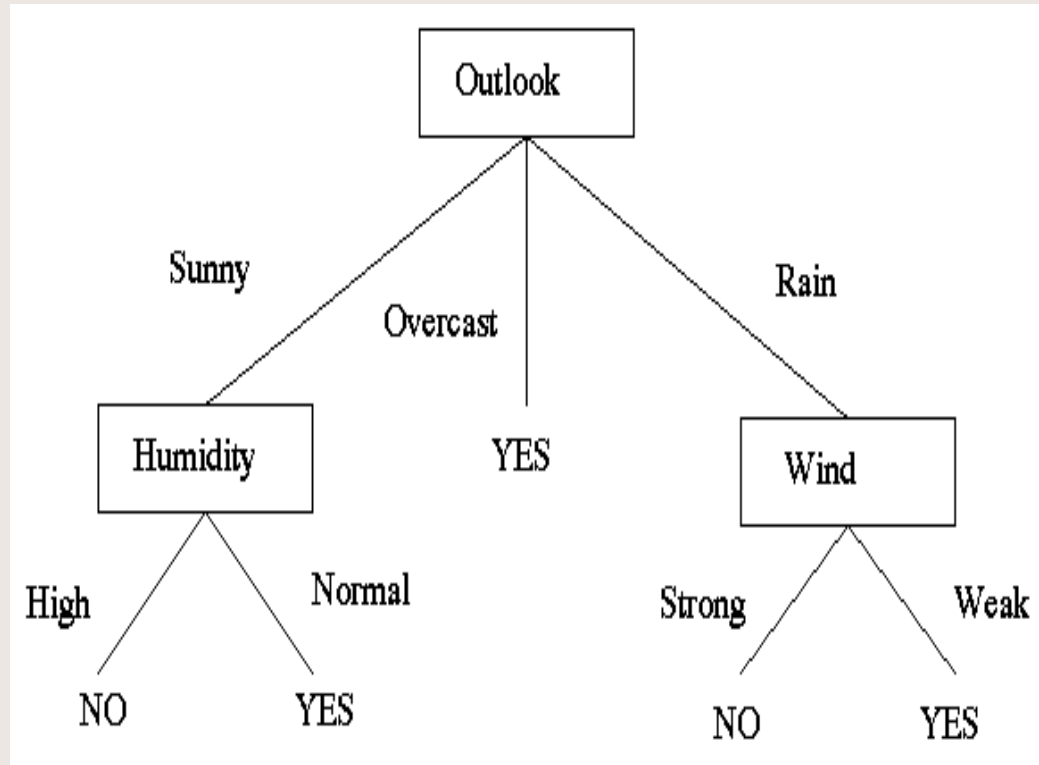 Outlook
Sunny
Overcast
Rain
Humidity
YES
Wind
High
Normal
Strong
Weak
NO
YES
NO
YES